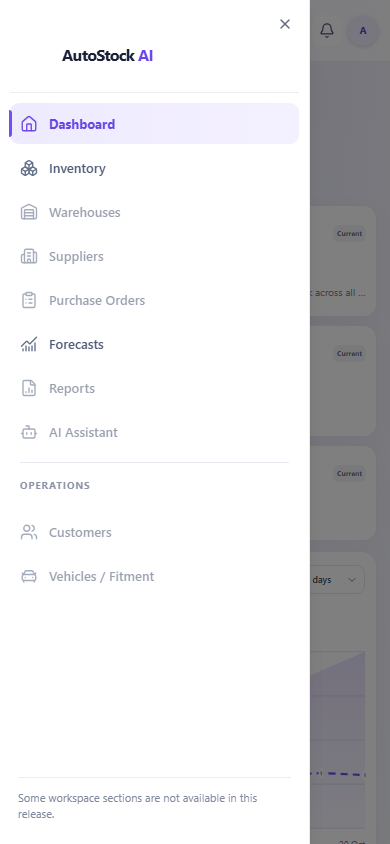 AutoStock AI
A
Dashboard
Inventory
Warehouses
Suppliers
Purchase Orders
Forecasts
Reports
AI Assistant
OPERATIONS
Customers
Vehicles / Fitment
Some workspace sections are not available in this
release.
Current
across all ...
Current
Current
days